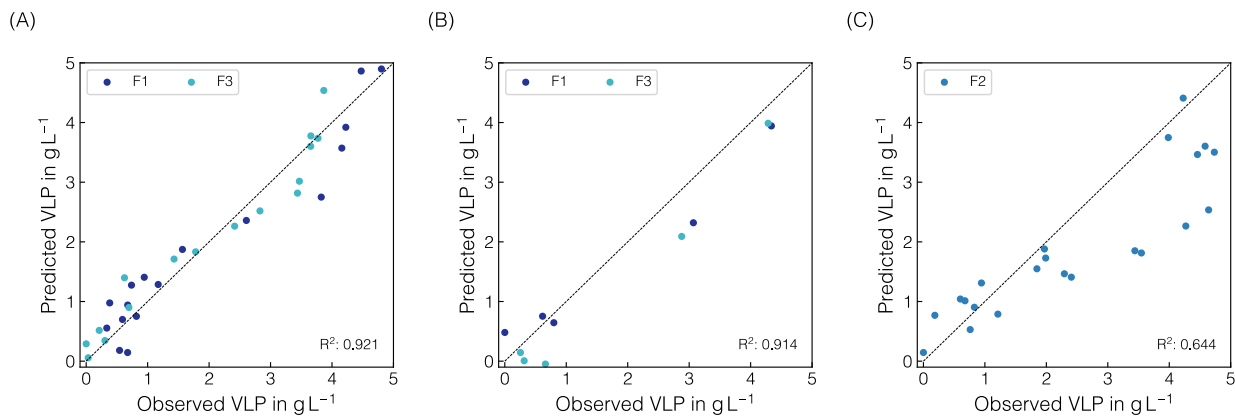 (A)
F1 F3
5
4
3
2
1
0
Predicted VLP in g L⁻¹
R²: 0.921
0 1 2 3 4 5
Observed VLP in g L⁻¹
(B)
F1 F3
5
4
3
2
1
0
Predicted VLP in g L⁻¹
R²: 0.914
0 1 2 3 4 5
Observed VLP in g L⁻¹
(C)
F2
5
4
3
2
1
0
Predicted VLP in g L⁻¹
R²: 0.644
0 1 2 3 4 5
Observed VLP in g L⁻¹